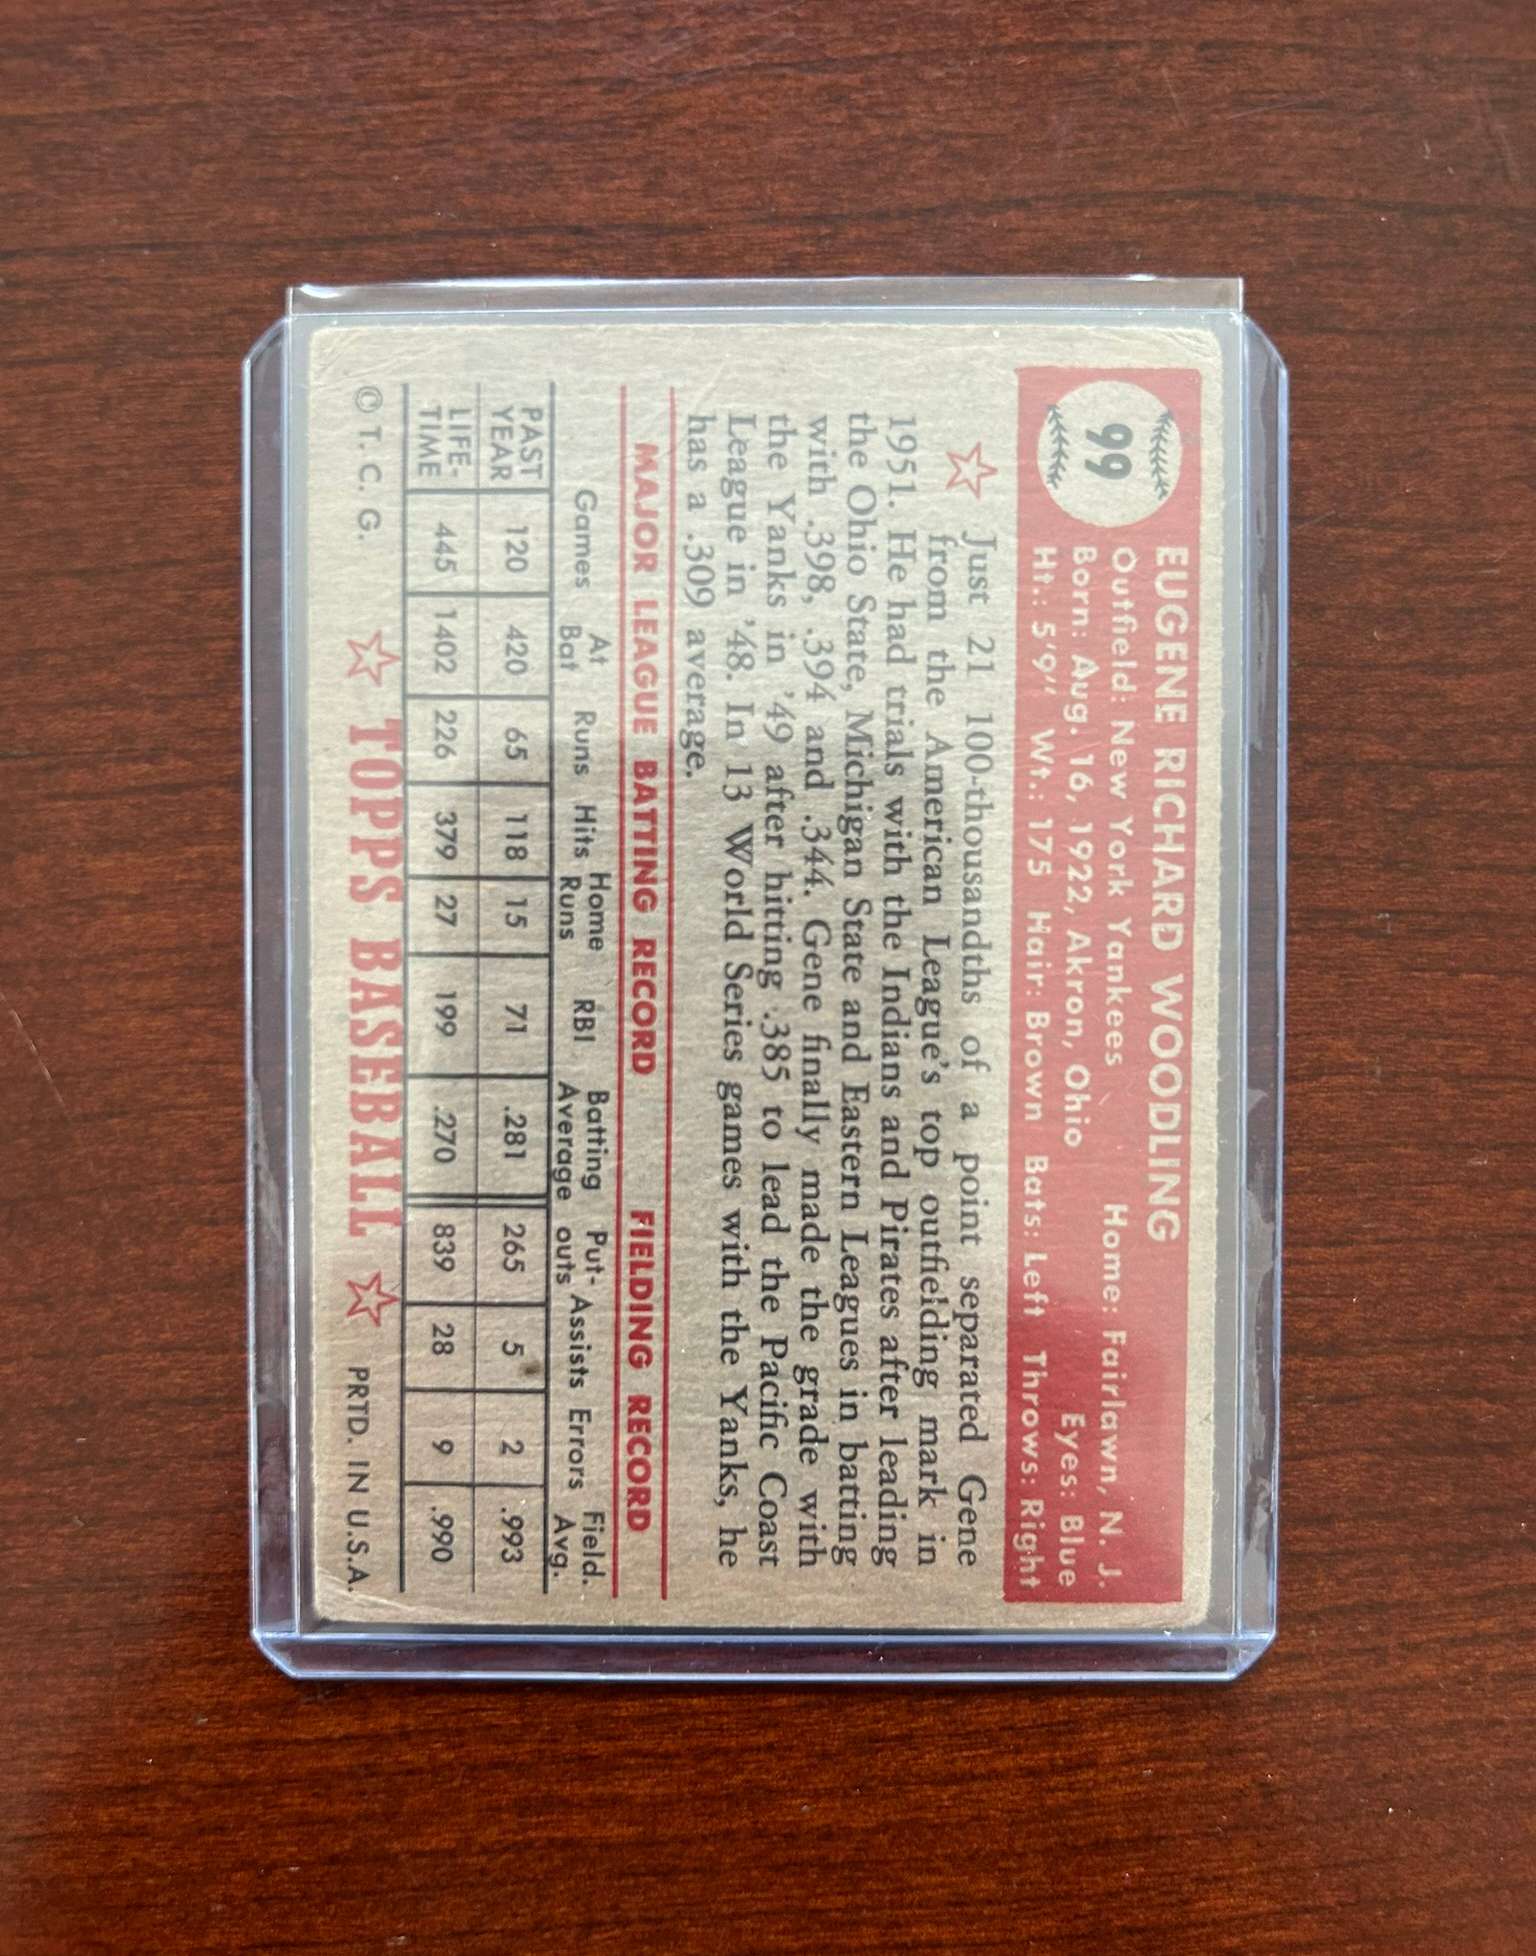 99
EUGENE RICHARD WOODLING
Outfield: New York Yankees Home: Fairlawn, N. J.
Born: Aug. 16, 1922, Akron, Ohio Eyes: Blue
Ht.: 5'9" Wt.: 175 Hair: Brown Bats: Left Throws: Right
Just 21 100-thousandths of a point separated Gene
from the American League's top outfielding mark in
1951. He had trials with the Indians and Pirates after leading
the Ohio State, Michigan State and Eastern Leagues in batting
with .398, .394 and .344. Gene finally made the grade with
the Yanks in '49 after hitting .385 to lead the Pacific Coast
League in '48. In 13 World Series games with the Yanks, he
has a .309 average.
MAJOR LEAGUE BATTING RECORD FIELDING RECORD
Games At Bat Runs Hits Home Runs RBI Batting Average Put-outs Assists Errors Field. Avg.
PAST YEAR 120 420 65 118 15 71 .281 265 5 2 .993
LIFE-TIME 445 1402 226 379 27 199 .270 839 28 9 .990
© T. C. G. TOPPS BASEBALL PRTD. IN U.S.A.